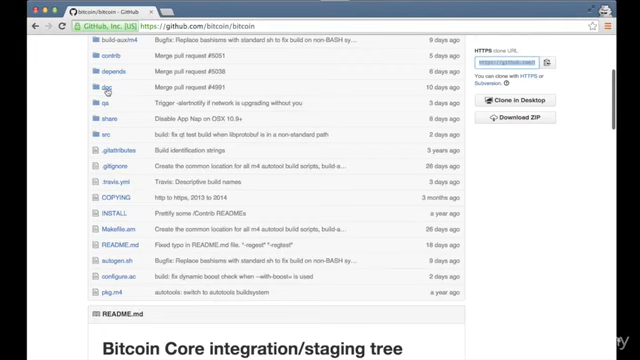 bitcoin/bitcoin · GitHub
GitHub, Inc. [US] https://github.com/bitcoin/bitcoin
build-aux/m4 Bugfix: Replace bashisms with standard sh to fix build on non-BASH sy... 9 days ago
contrib Merge pull request #5051 2 days ago
depends Merge pull request #5038 2 days ago
doc Merge pull request #4991 10 days ago
qa Trigger -alertnotify if network is upgrading without you 3 days ago
share Disable App Nap on OSX 10.9+ 6 days ago
src build: fix qt test build when libprotobuf is in a non-standard path 2 days ago
.gitattributes Build identification strings 3 years ago
.gitignore Create the common location for all m4 autotool build scripts, build-a... 26 days ago
.travis.yml Travis: Descriptive build names 3 days ago
COPYING http to https, 2013 to 2014 3 months ago
INSTALL Prettify some /Contrib READMEs a year ago
Makefile.am Create the common location for all m4 autotool build scripts, build-a... 26 days ago
README.md Fixed typo in README.md file. "-regest" "-regtest" 18 days ago
autogen.sh Bugfix: Replace bashisms with standard sh to fix build on non-BASH sy... 9 days ago
configure.ac build: fix dynamic boost check when --with-boost= is used 2 days ago
pkg.m4 autotools: switch to autotools buildsystem a year ago
README.md
Bitcoin Core integration/staging tree
HTTPS clone URL
https://github.com/
You can clone with HTTPS or
Subversion.
Clone in Desktop
Download ZIP